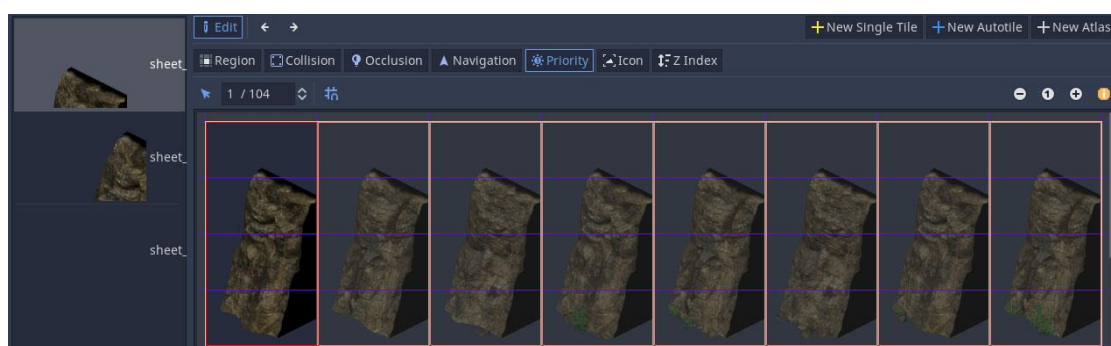 Edit
New Single Tile New Autotile New Atlas
Region Collision Occlusion Navigation Priority Icon Z Index
1 / 104
sheet_
sheet_
sheet_